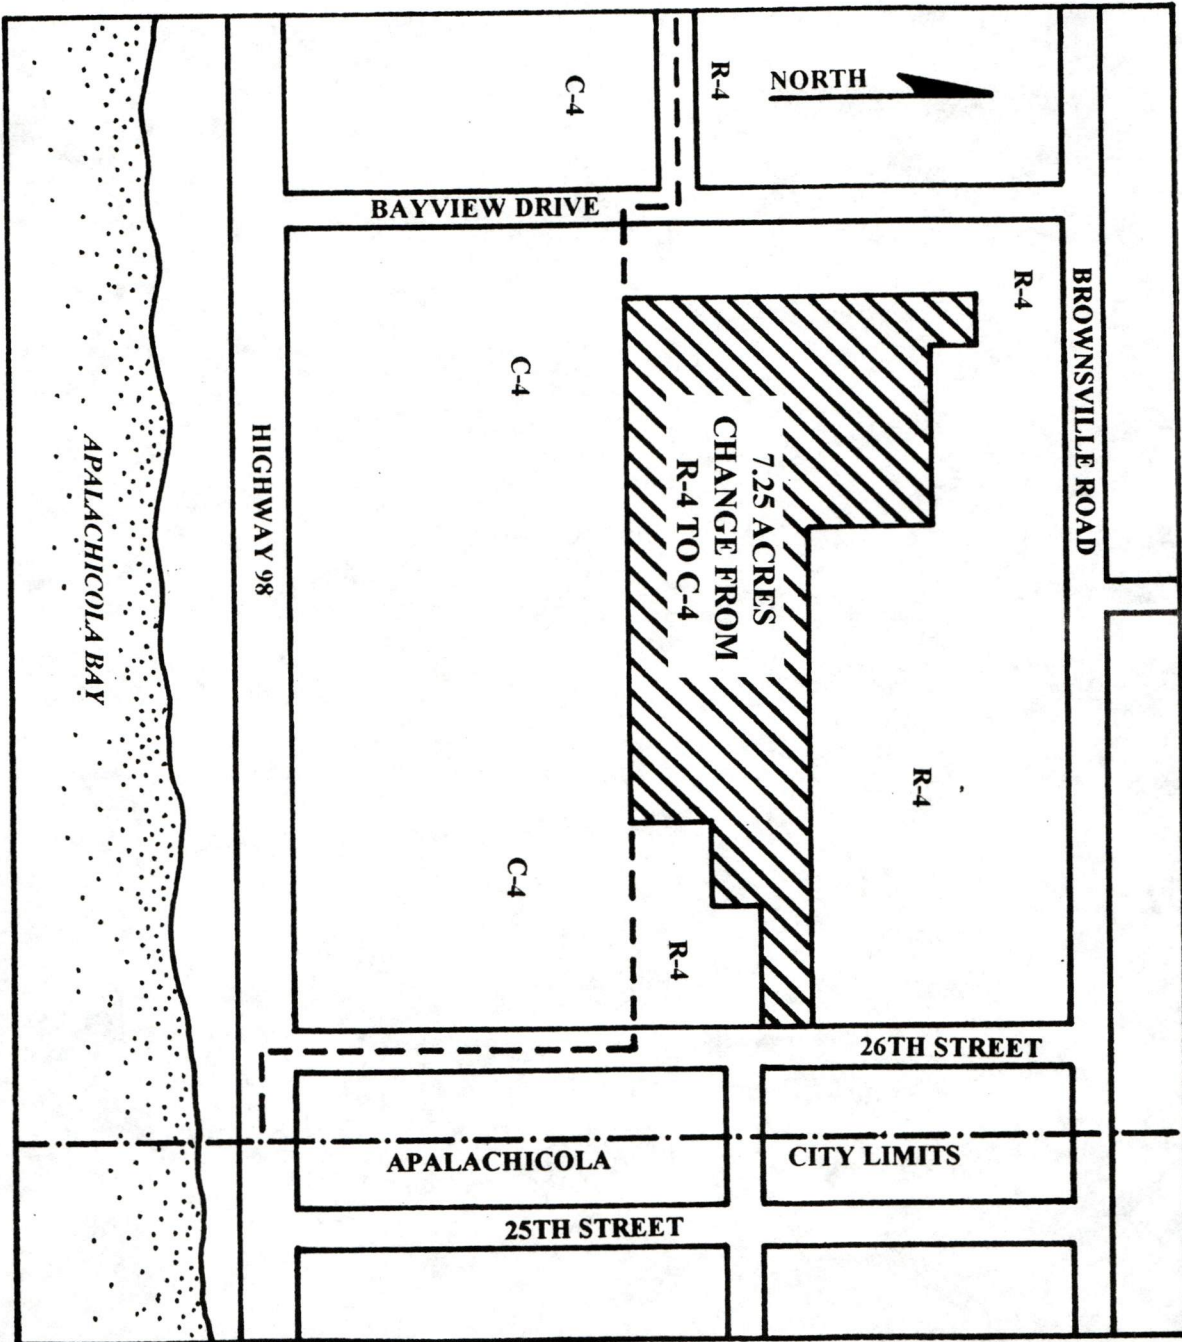 R-4
NORTH
C-4
BAYVIEW DRIVE
R-4
BROWNSVILLE ROAD
C-4
7.25 ACRES
CHANGE FROM
R-4 TO C-4
HIGHWAY 98
APALACHICOLA BAY
R-4
C-4
R-4
26TH STREET
APALACHICOLA
CITY LIMITS
25TH STREET